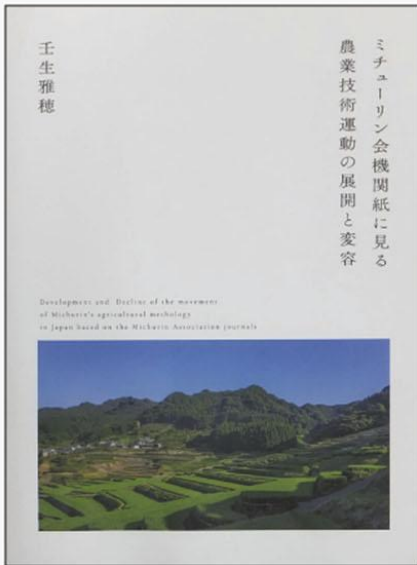 ミチューリン会機関紙に見る
農業技術運動の展開と変容
壬生雅穂
Development and Decline of the movement
of Michurin's agricultural methology
in Japan based on the Michurin Association journals